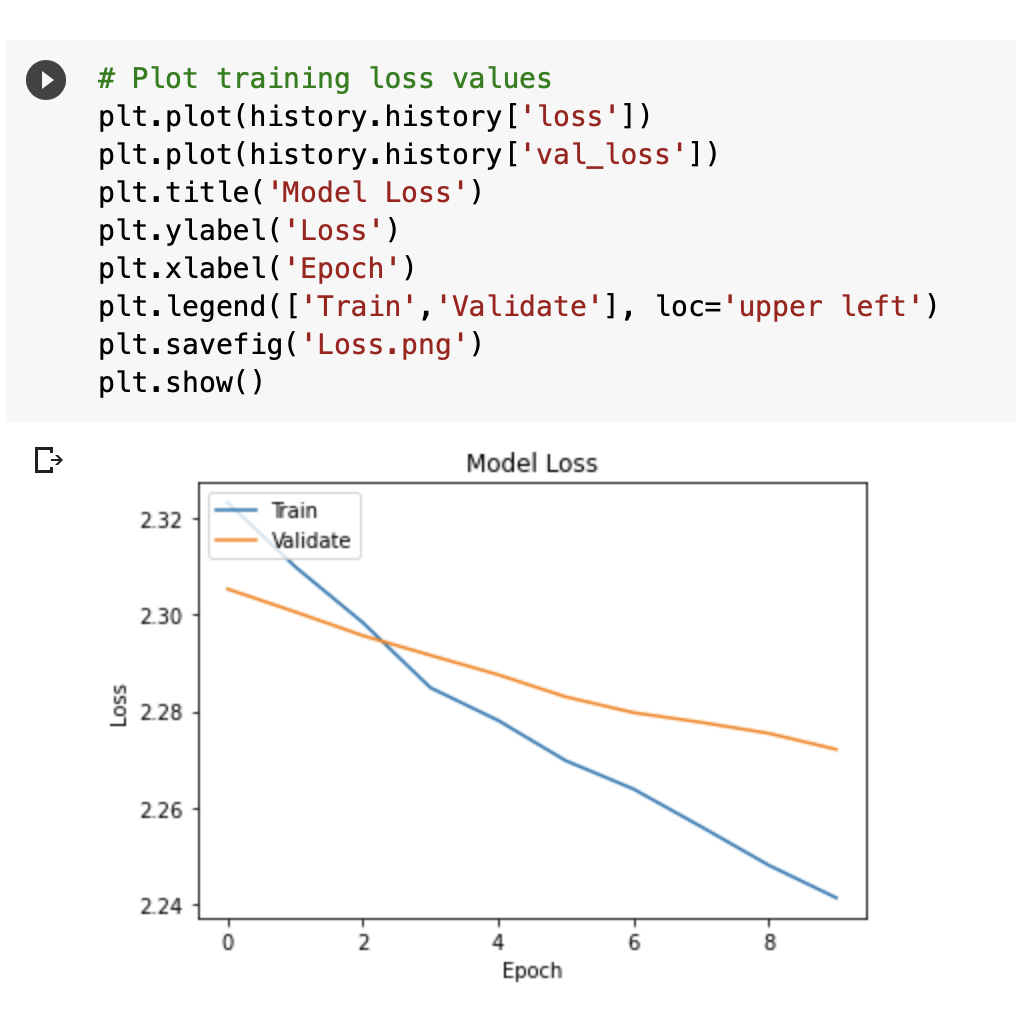 # Plot training loss values
plt.plot(history.history['loss'])
plt.plot(history.history['val_loss'])
plt.title('Model Loss')
plt.ylabel('Loss')
plt.xlabel('Epoch')
plt.legend(['Train','Validate'], loc='upper left')
plt.savefig('Loss.png')
plt.show()
Model Loss
Train
Validate
2.32
2.30
2.28
2.26
2.24
Loss
0 2 4 6 8
Epoch